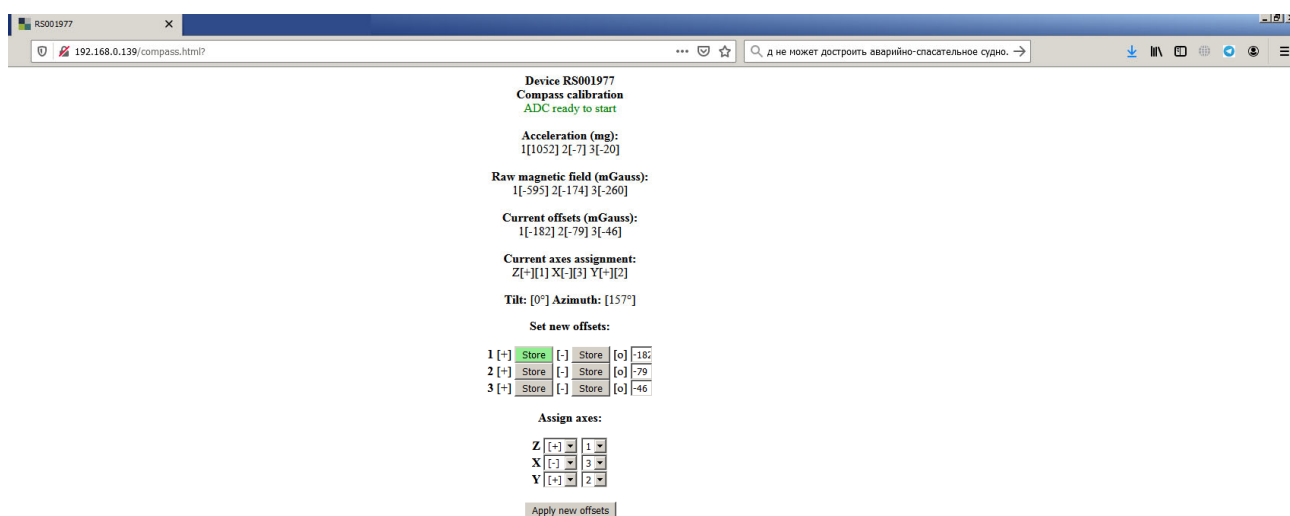 RS001977
192.168.0.139/compass.html?
д не может достроить аварийно-спасательное судно.
Device RS001977
Compass calibration
ADC ready to start
Acceleration (mg):
1[1052] 2[-7] 3[-20]
Raw magnetic field (mGauss):
1[-595] 2[-174] 3[-260]
Current offsets (mGauss):
1[-182] 2[-79] 3[-46]
Current axes assignment:
Z[+][1] X[-][3] Y[+][2]
Tilt: [0°] Azimuth: [157°]
Set new offsets:
1 [+] Store [-] Store [o] -182
2 [+] Store [-] Store [o] -79
3 [+] Store [-] Store [o] -46
Assign axes:
Z [+] 1
X [-] 3
Y [+] 2
Apply new offsets